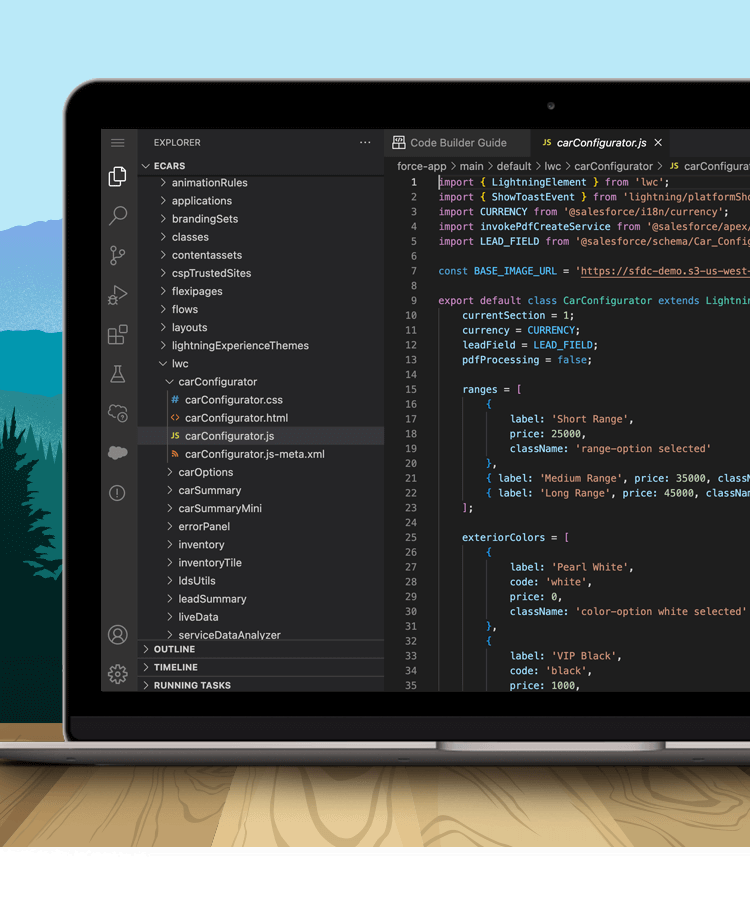 EXPLORER
ECARS
animationRules
applications
brandingSets
classes
contentassets
cspTrustedSites
flexipages
flows
layouts
lightningExperienceThemes
lwc
carConfigurator
# carConfigurator.css
<> carConfigurator.html
JS carConfigurator.js
carConfigurator.js-meta.xml
carOptions
carSummary
carSummaryMini
errorPanel
inventory
inventoryTile
ldsUtils
leadSummary
liveData
serviceDataAnalyzer
OUTLINE
TIMELINE
RUNNING TASKS
Code Builder Guide
JS carConfigurator.js ×
force-app > main > default > lwc > carConfigurator > JS carConfigurat
1 import { LightningElement } from 'lwc';
2 import { ShowToastEvent } from 'lightning/platformSho
3 import CURRENCY from '@salesforce/i18n/currency';
4 import invokePdfCreateService from '@salesforce/apex/
5 import LEAD_FIELD from '@salesforce/schema/Car_Config
6
7 const BASE_IMAGE_URL = 'https://sfdc-demo.s3-us-west-
8
9 export default class CarConfigurator extends Lightnin
10 currentSection = 1;
11 currency = CURRENCY;
12 leadField = LEAD_FIELD;
13 pdfProcessing = false;
14
15 ranges = [
16 {
17 label: 'Short Range',
18 price: 25000,
19 className: 'range-option selected'
20 },
21 { label: 'Medium Range', price: 35000, classN
22 { label: 'Long Range', price: 45000, classNam
23 ];
24
25 exteriorColors = [
26 {
27 label: 'Pearl White',
28 code: 'white',
29 price: 0,
30 className: 'color-option white selected'
31 },
32 {
33 label: 'VIP Black',
34 code: 'black',
35 price: 1000,